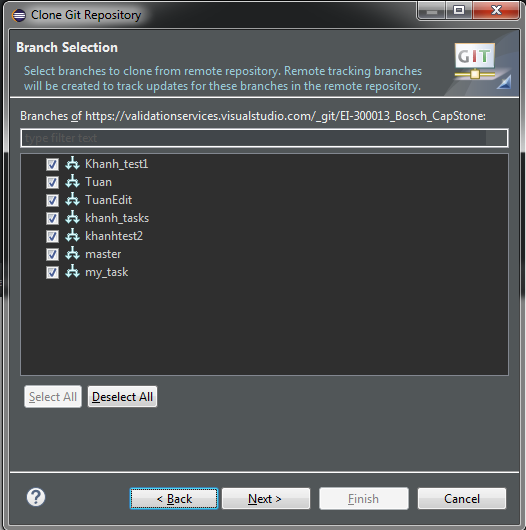 Clone Git Repository
Branch Selection
Select branches to clone from remote repository. Remote tracking branches
will be created to track updates for these branches in the remote repository.
GIT
Branches of https://validationservices.visualstudio.com/_git/EI-300013_Bosch_CapStone:
type filter text
Khanh_test1
Tuan
TuanEdit
khanh_tasks
khanhtest2
master
my_task
Select All
Deselect All
?
< Back
Next >
Finish
Cancel